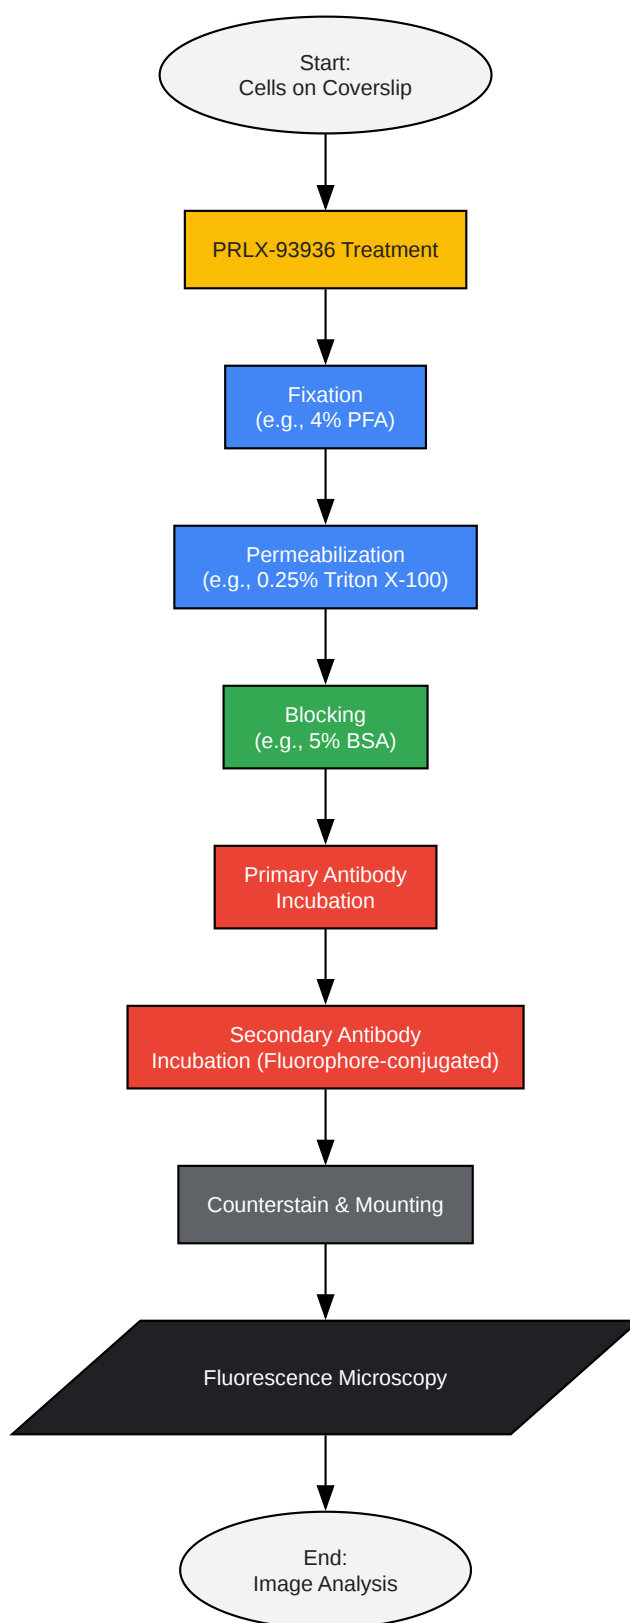 Start:
Cells on Coverslip
PRLX-93936 Treatment
Fixation
(e.g., 4% PFA)
Permeabilization
(e.g., 0.25% Triton X-100)
Blocking
(e.g., 5% BSA)
Primary Antibody
Incubation
Secondary Antibody
Incubation (Fluorophore-conjugated)
Counterstain & Mounting
Fluorescence Microscopy
End:
Image Analysis